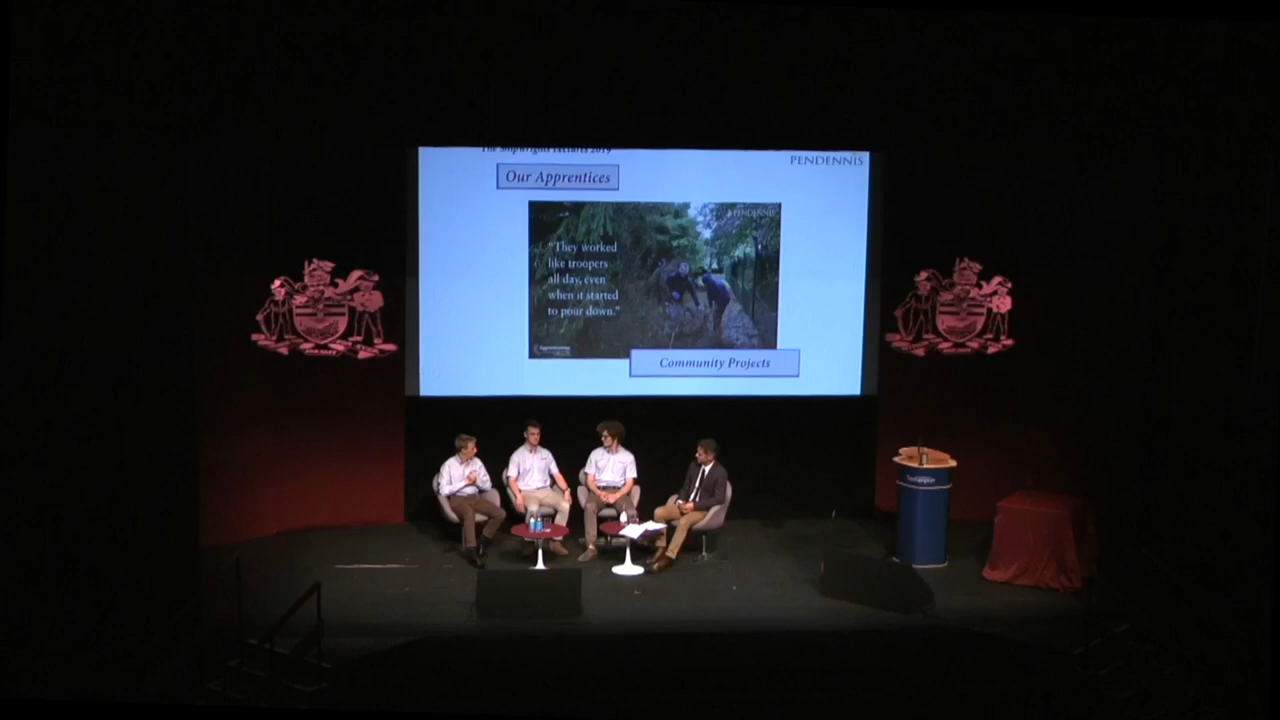 The Shipwrights Lecture 2019
PENDENNIS
Our Apprentices
PENDENNIS
"They worked
like troopers
all day, even
when it started
to pour down."
Community Projects
Southampton